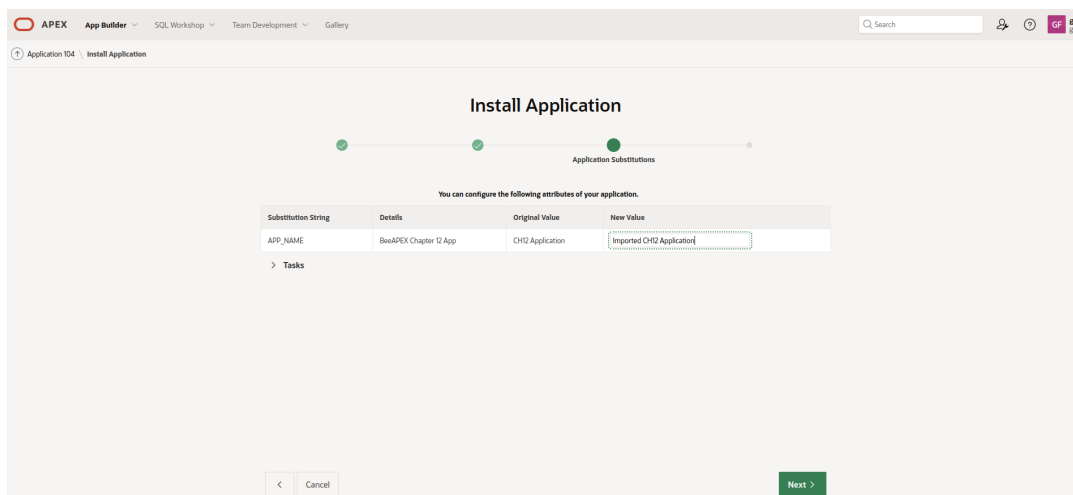 APEX App Builder SQL Workshop Team Development Gallery Search GF
Application 104 \ Install Application
Install Application
Application Substitutions
You can configure the following attributes of your application.
Substitution String Details Original Value New Value
APP_NAME BeeAPEX Chapter 12 App CH12 Application Imported CH12 Application
Tasks
Cancel Next